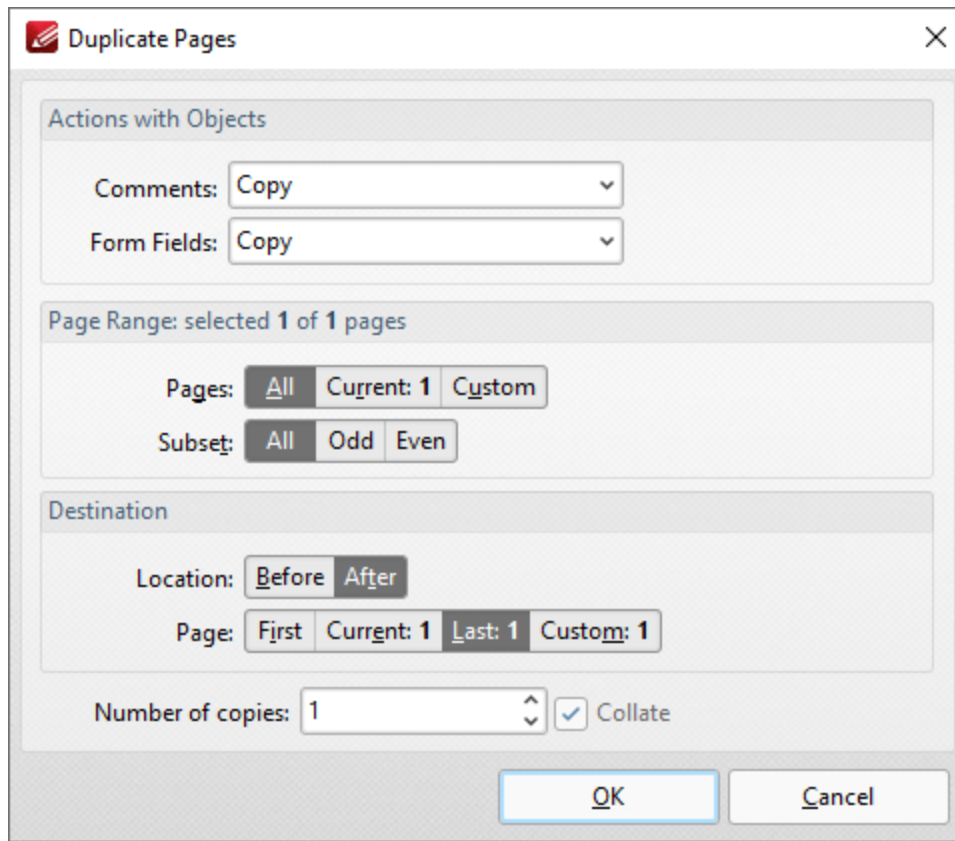 Duplicate Pages
Actions with Objects
Comments: Copy
Form Fields: Copy
Page Range: selected 1 of 1 pages
Pages: All Current: 1 Custom
Subset: All Odd Even
Destination
Location: Before After
Page: First Current: 1 Last: 1 Custom: 1
Number of copies: 1 Collate
OK Cancel